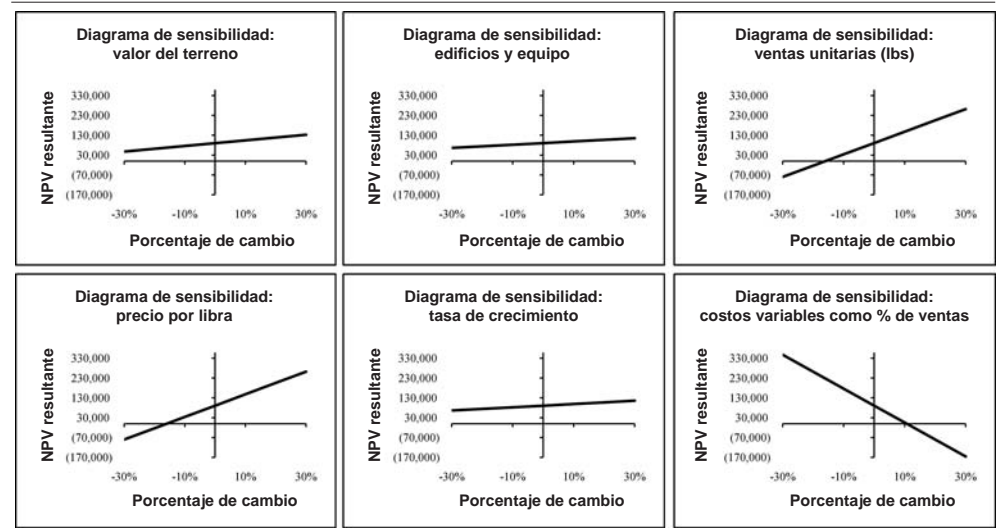 Diagrama de sensibilidad:
valor del terreno
NPV resultante
330,000
230,000
130,000
30,000
(70,000)
(170,000)
-30%
-10%
10%
30%
Porcentaje de cambio
Diagrama de sensibilidad:
edificios y equipo
NPV resultante
330,000
230,000
130,000
30,000
(70,000)
(170,000)
-30%
-10%
10%
30%
Porcentaje de cambio
Diagrama de sensibilidad:
ventas unitarias (lbs)
NPV resultante
330,000
230,000
130,000
30,000
(70,000)
(170,000)
-30%
-10%
10%
30%
Porcentaje de cambio
Diagrama de sensibilidad:
precio por libra
NPV resultante
330,000
230,000
130,000
30,000
(70,000)
(170,000)
-30%
-10%
10%
30%
Porcentaje de cambio
Diagrama de sensibilidad:
tasa de crecimiento
NPV resultante
330,000
230,000
130,000
30,000
(70,000)
(170,000)
-30%
-10%
10%
30%
Porcentaje de cambio
Diagrama de sensibilidad:
costos variables como % de ventas
NPV resultante
330,000
230,000
130,000
30,000
(70,000)
(170,000)
-30%
-10%
10%
30%
Porcentaje de cambio